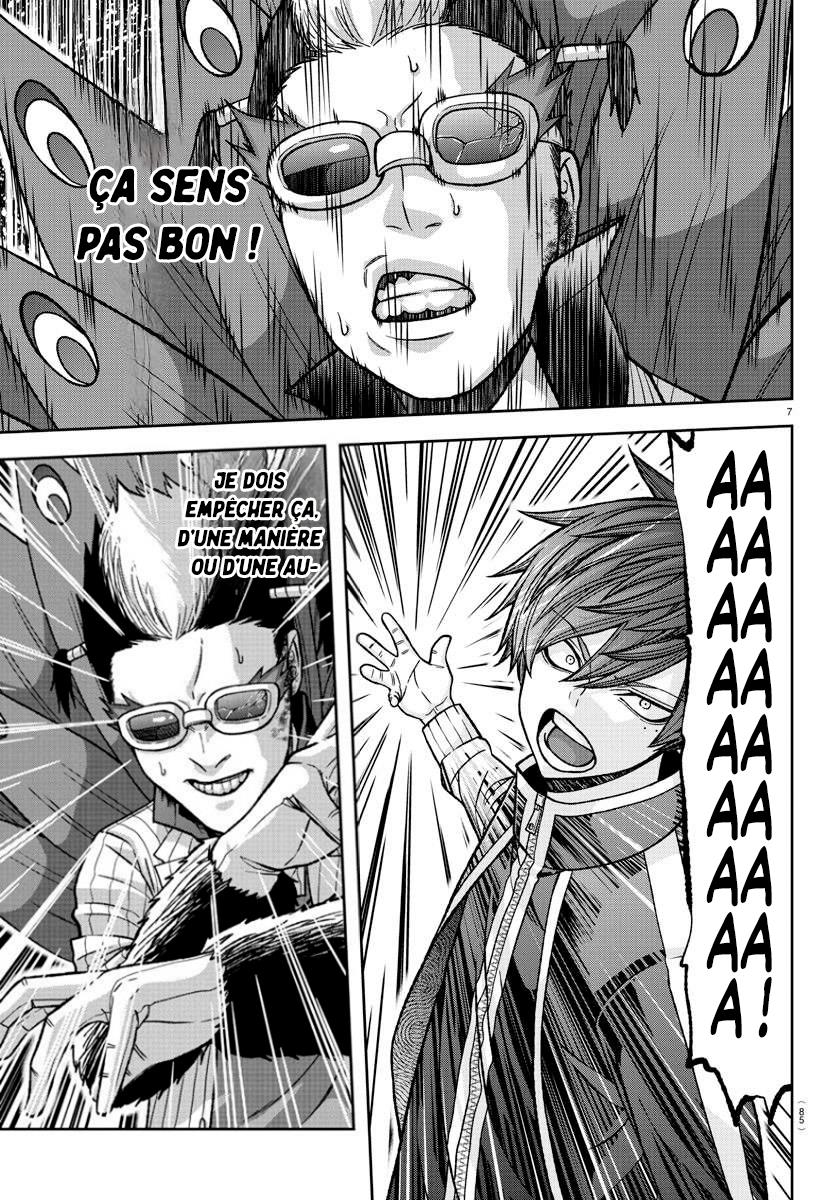 ÇA SENS
PAS BON !
7
AA
AA
AA
AA
AA
AA
AA
AA
AA
A !
JE DOIS
EMPÊCHER ÇA,
D'UNE MANIÈRE
OU D'UNE AU-
(85)